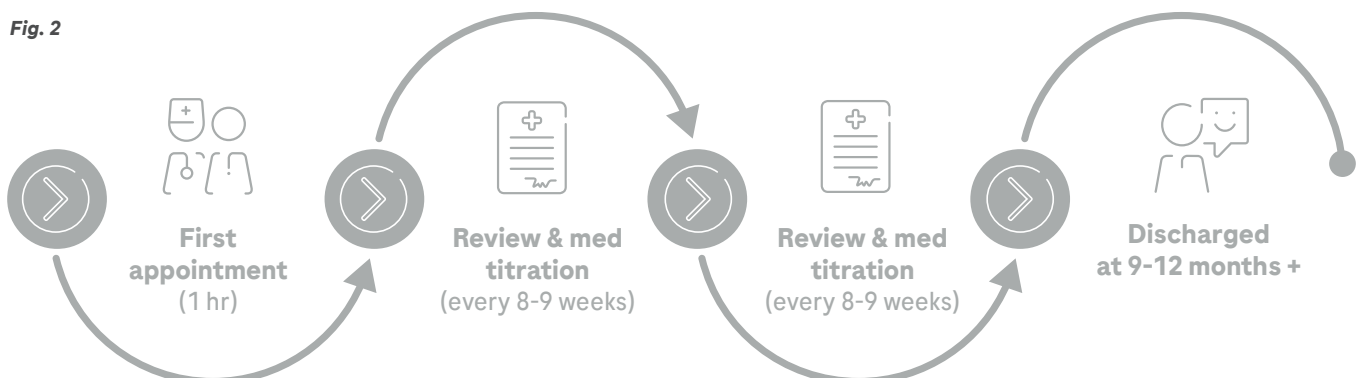 Fig. 2
First
appointment
(1 hr)
Review & med
titration
(every 8-9 weeks)
Review & med
titration
(every 8-9 weeks)
Discharged
at 9-12 months +